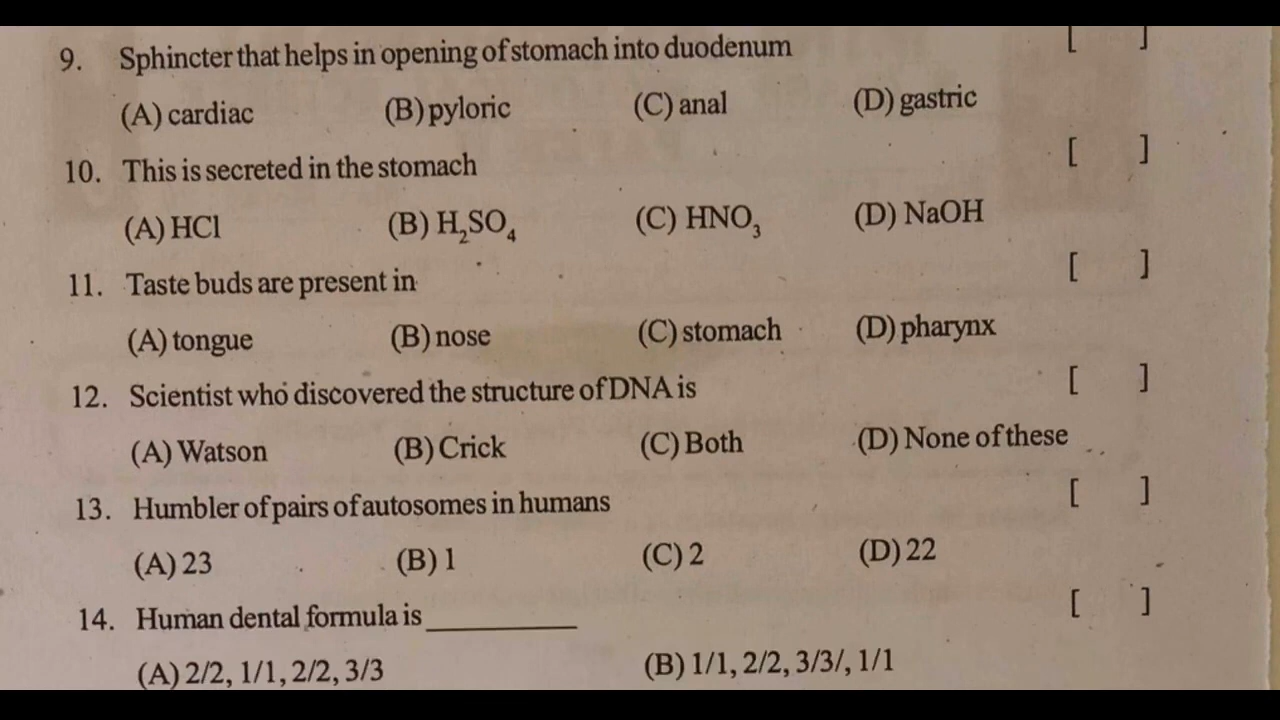 9. Sphincter that helps in opening of stomach into duodenum [ ]
(A) cardiac (B) pyloric (C) anal (D) gastric
10. This is secreted in the stomach [ ]
(A) HCl (B) H₂SO₄ (C) HNO₃ (D) NaOH
11. Taste buds are present in [ ]
(A) tongue (B) nose (C) stomach (D) pharynx
12. Scientist who discovered the structure of DNA is [ ]
(A) Watson (B) Crick (C) Both (D) None of these
13. Humbler of pairs of autosomes in humans [ ]
(A) 23 (B) 1 (C) 2 (D) 22
14. Human dental formula is __________ [ ]
(A) 2/2, 1/1, 2/2, 3/3 (B) 1/1, 2/2, 3/3/, 1/1